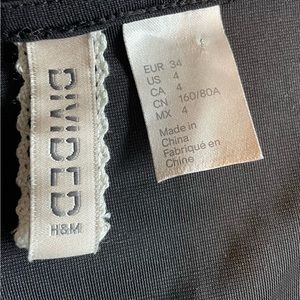 DIVIDED
H&M
EUR 34
US 4
CA 4
CN 160/80A
MX 4
Made in
China
Fabriqué en
Chine